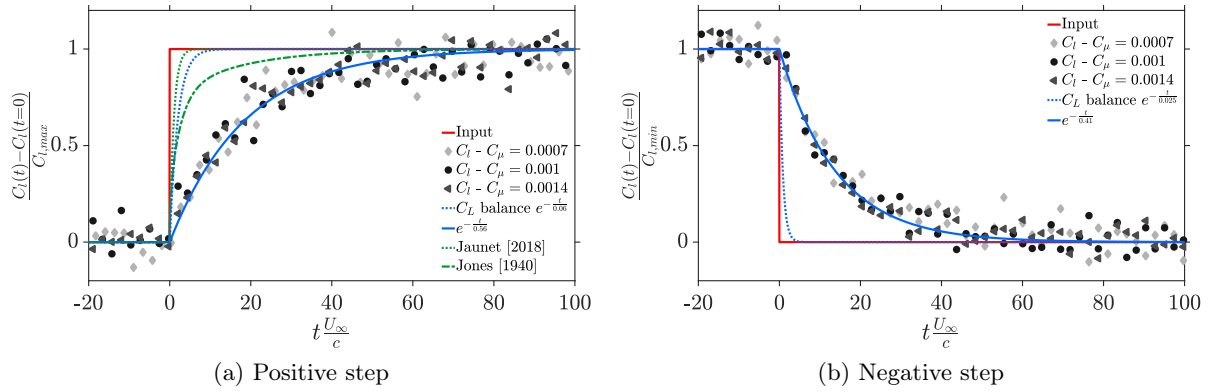 1
0.5
0
C_l(t)−C_l(t=0)
C_{l,max}
Input
C_l - C_μ = 0.0007
C_l - C_μ = 0.001
C_l - C_μ = 0.0014
C_L balance e^{-t/0.06}
e^{-t/0.56}
Jaunet [2018]
Jones [1940]
-20 0 20 40 60 80 100
t U_∞/c
(a) Positive step
1
0.5
0
C_l(t)−C_l(t=0)
C_{l,min}
Input
C_l - C_μ = 0.0007
C_l - C_μ = 0.001
C_l - C_μ = 0.0014
C_L balance e^{-t/0.025}
e^{-t/0.41}
-20 0 20 40 60 80 100
t U_∞/c
(b) Negative step